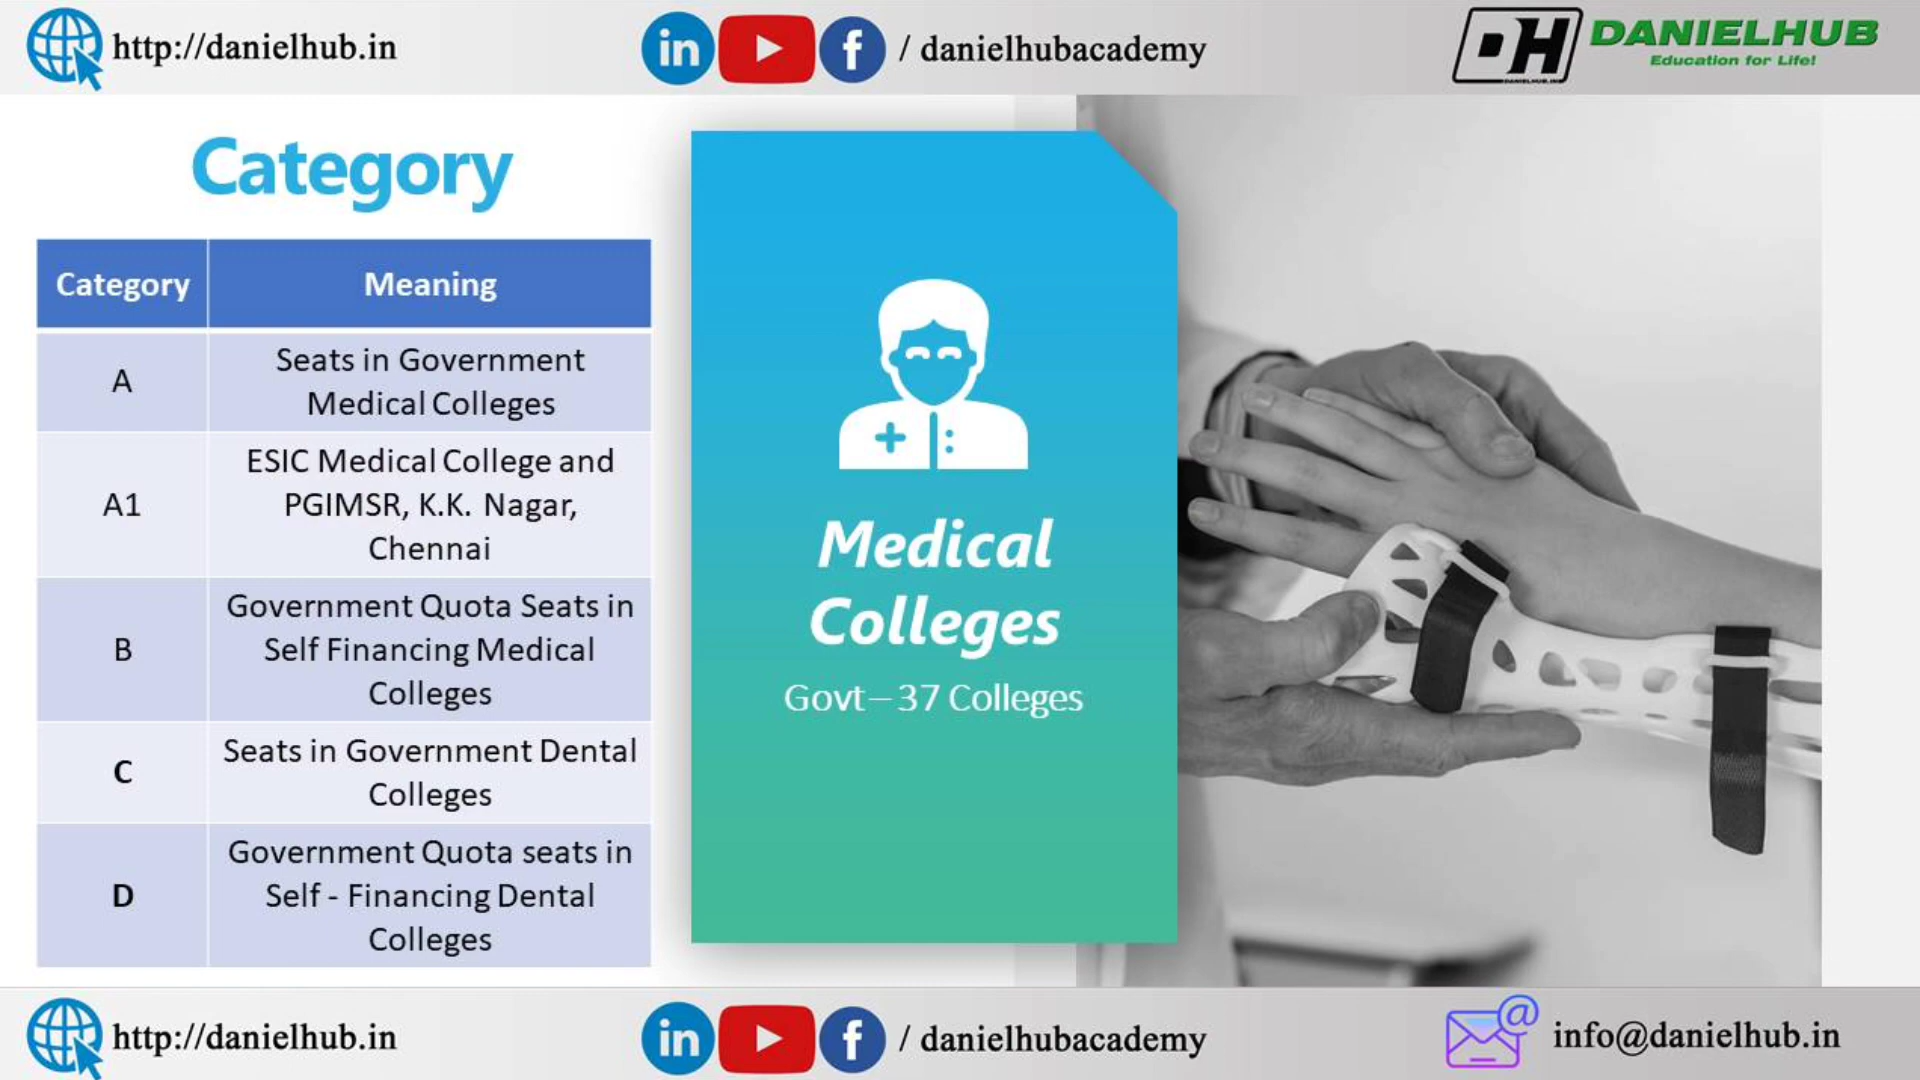 http://danielhub.in
in f / danielhubacademy
DH DANIELHUB
Education for Life!
Category
Category Meaning
A
Seats in Government
Medical Colleges
A1
ESIC Medical College and
PGIMSR, K.K. Nagar,
Chennai
B
Government Quota Seats in
Self Financing Medical
Colleges
C
Seats in Government Dental
Colleges
D
Government Quota seats in
Self - Financing Dental
Colleges
Medical
Colleges
Govt – 37 Colleges
http://danielhub.in
in f / danielhubacademy
@ info@danielhub.in